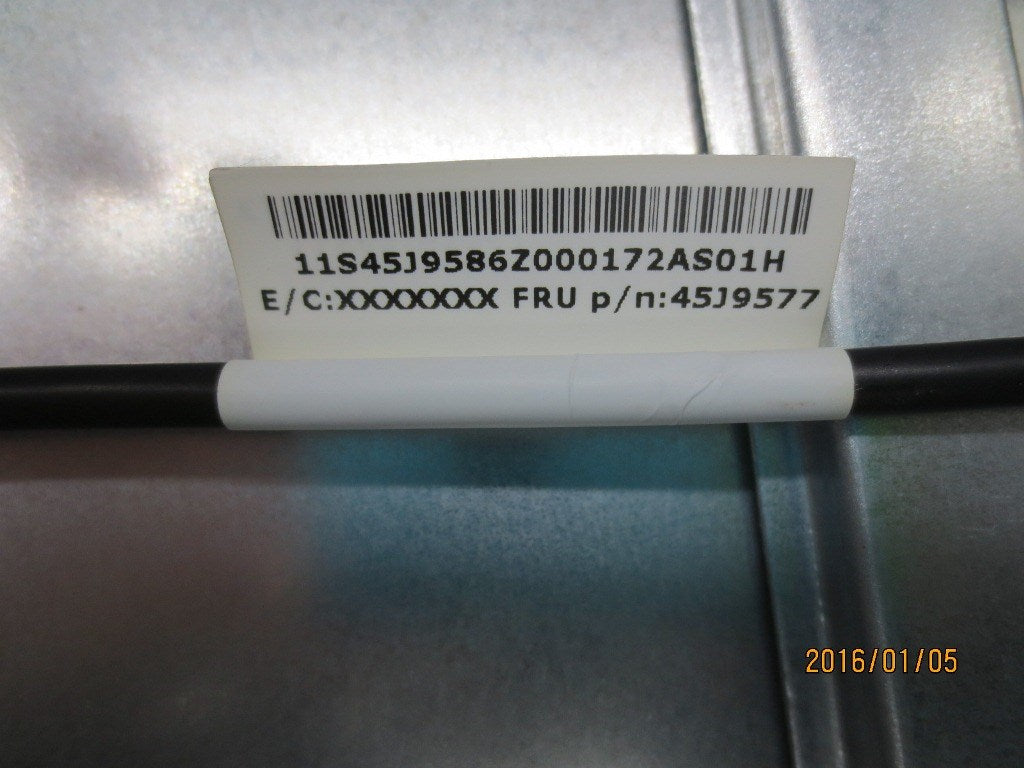 11S45J9586Z000172AS01H
E/C:XXXXXXX FRU p/n:45J9577
2016/01/05